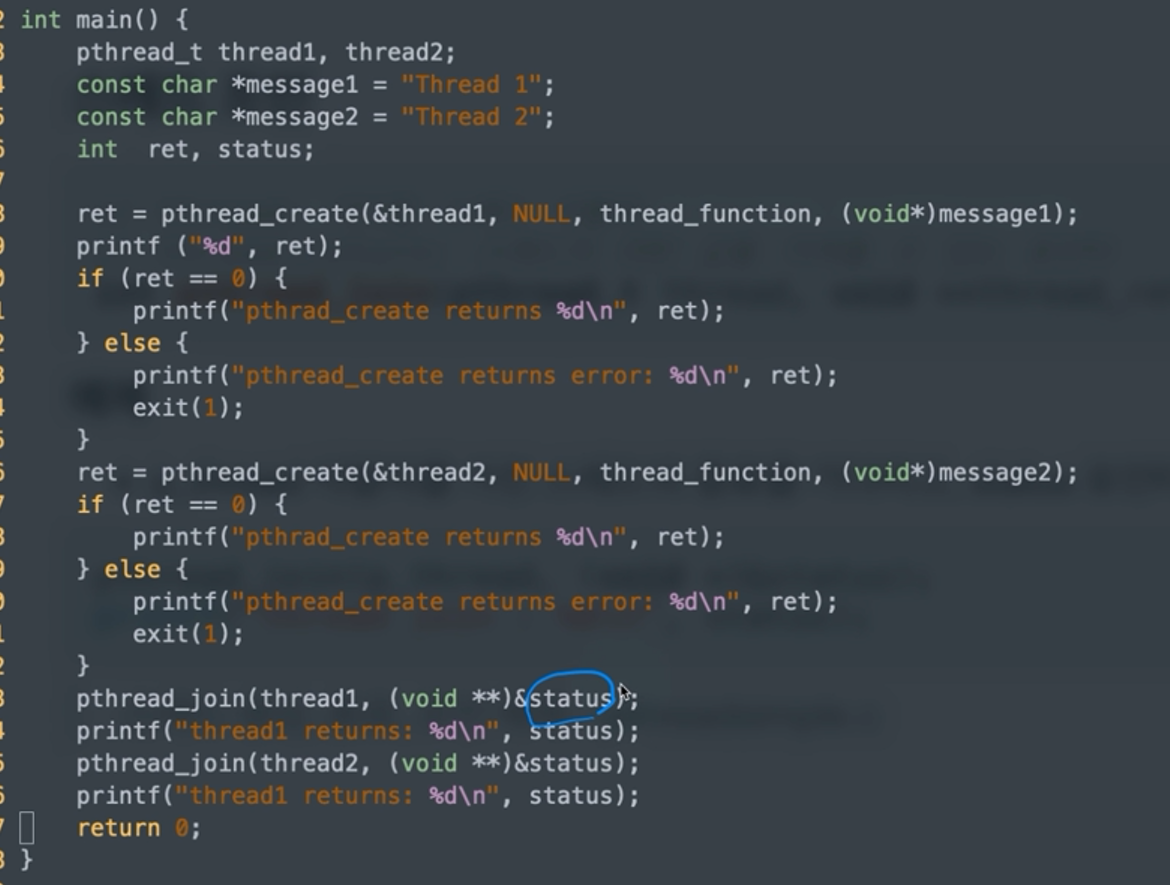 2 int main() {
3 pthread_t thread1, thread2;
4 const char *message1 = "Thread 1";
5 const char *message2 = "Thread 2";
6 int  ret, status;
7
8 ret = pthread_create(&thread1, NULL, thread_function, (void*)message1);
9 printf ("%d", ret);
0 if (ret == 0) {
1 printf("pthrad_create returns %d\n", ret);
2 } else {
3 printf("pthread_create returns error: %d\n", ret);
4 exit(1);
5 }
6 ret = pthread_create(&thread2, NULL, thread_function, (void*)message2);
7 if (ret == 0) {
8 printf("pthrad_create returns %d\n", ret);
9 } else {
0 printf("pthread_create returns error: %d\n", ret);
1 exit(1);
2 }
3 pthread_join(thread1, (void **)&status);
4 printf("thread1 returns: %d\n", status);
5 pthread_join(thread2, (void **)&status);
6 printf("thread1 returns: %d\n", status);
7 return 0;
8 }